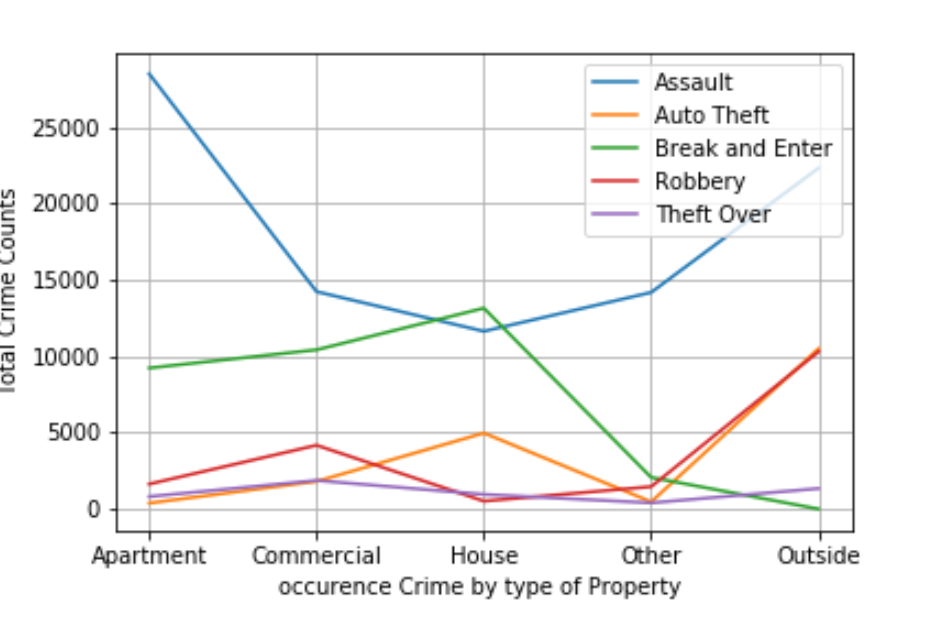 Assault
Auto Theft
Break and Enter
Robbery
Theft Over
25000
20000
15000
10000
5000
0
Total Crime Counts
Apartment Commercial House Other Outside
occurence Crime by type of Property